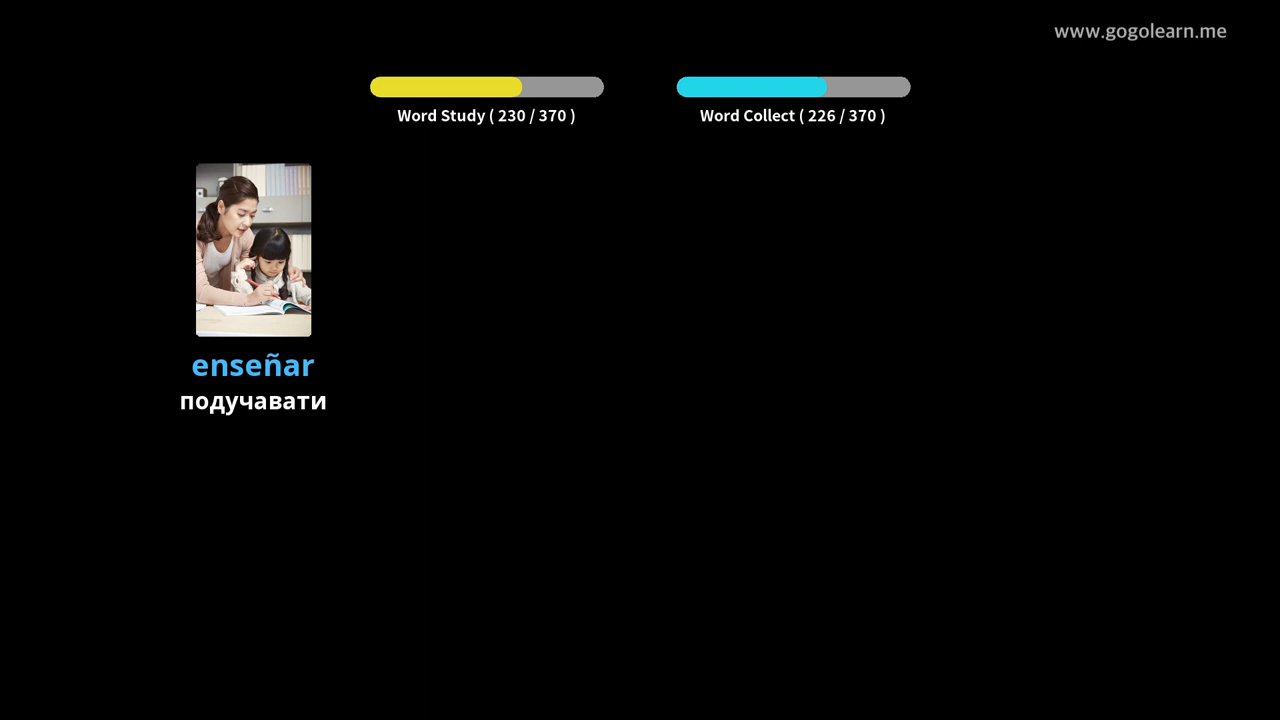 www.gogolearn.me
Word Study ( 230 / 370 )
Word Collect ( 226 / 370 )
enseñar
подучавати